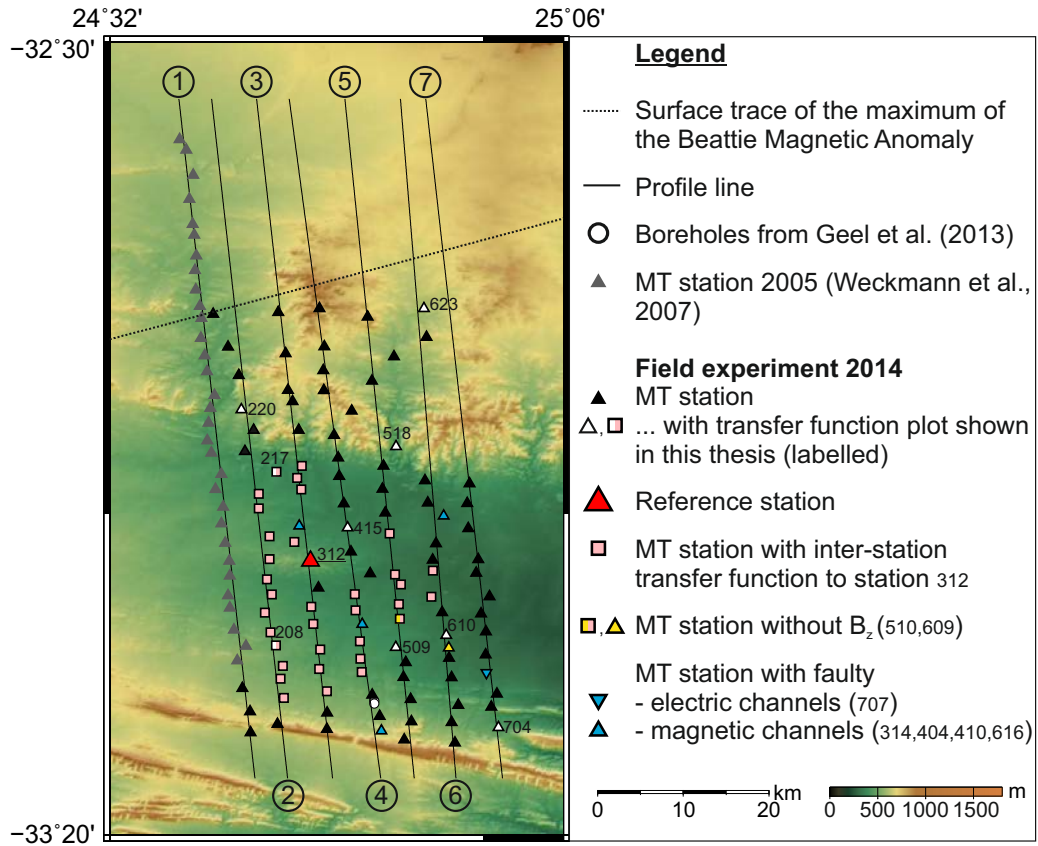 24°32'
25°06'
−32°30'
−33°20'
1
3
5
7
623
220
518
217
415
312
610
208
509
704
2
4
6
Legend
Surface trace of the maximum of
the Beattie Magnetic Anomaly
Profile line
Boreholes from Geel et al. (2013)
MT station 2005 (Weckmann et al.,
2007)
Field experiment 2014
MT station
, ... with transfer function plot shown
in this thesis (labelled)
Reference station
MT station with inter-station
transfer function to station 312
, MT station without Bz (510,609)
MT station with faulty
- electric channels (707)
- magnetic channels (314,404,410,616)
km
0 10 20
m
0 500 1000 1500